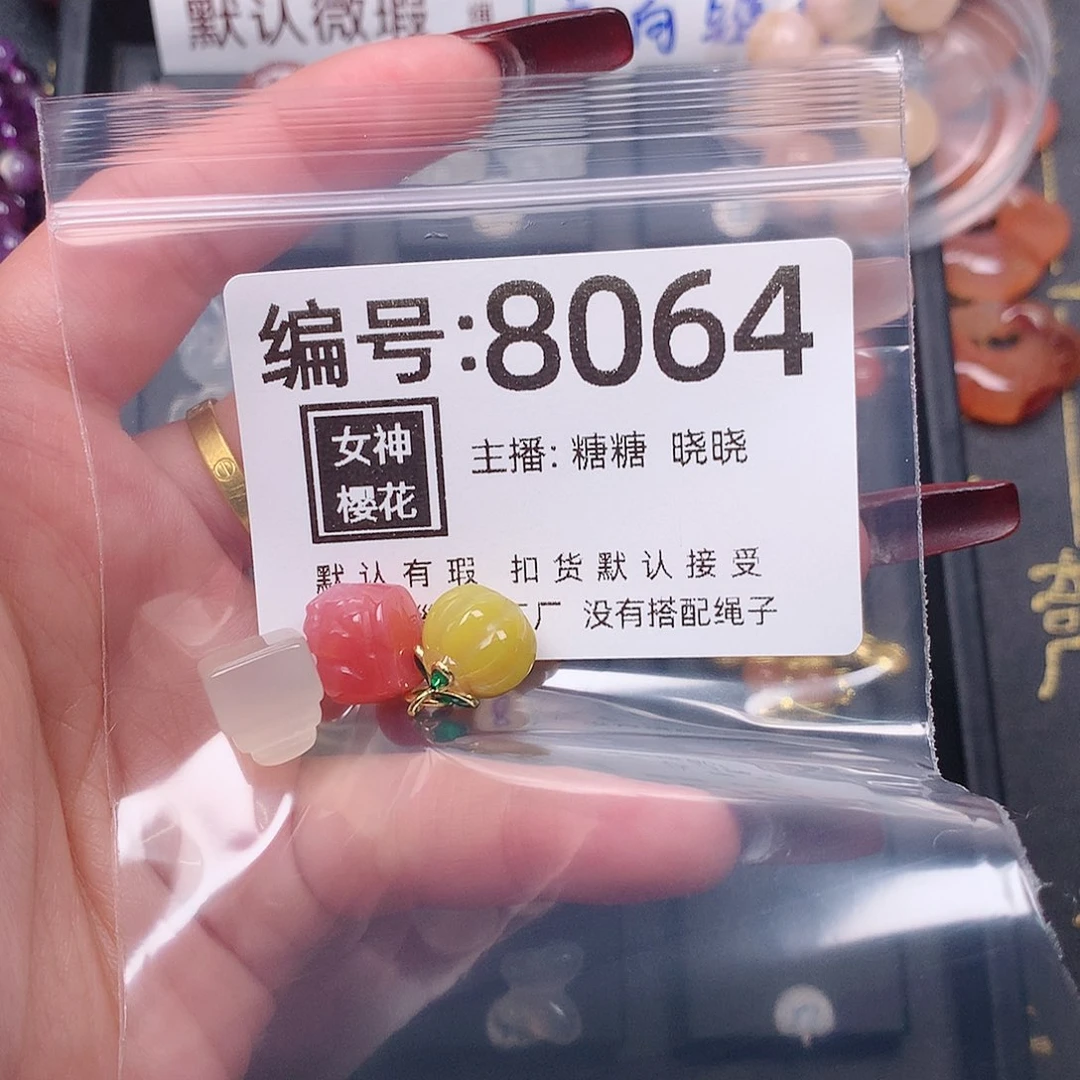 默认微瑕
编号:8064
女神
樱花
主播: 糖糖 晓晓
默认有瑕 扣货默认接受
厂 没有搭配绳子